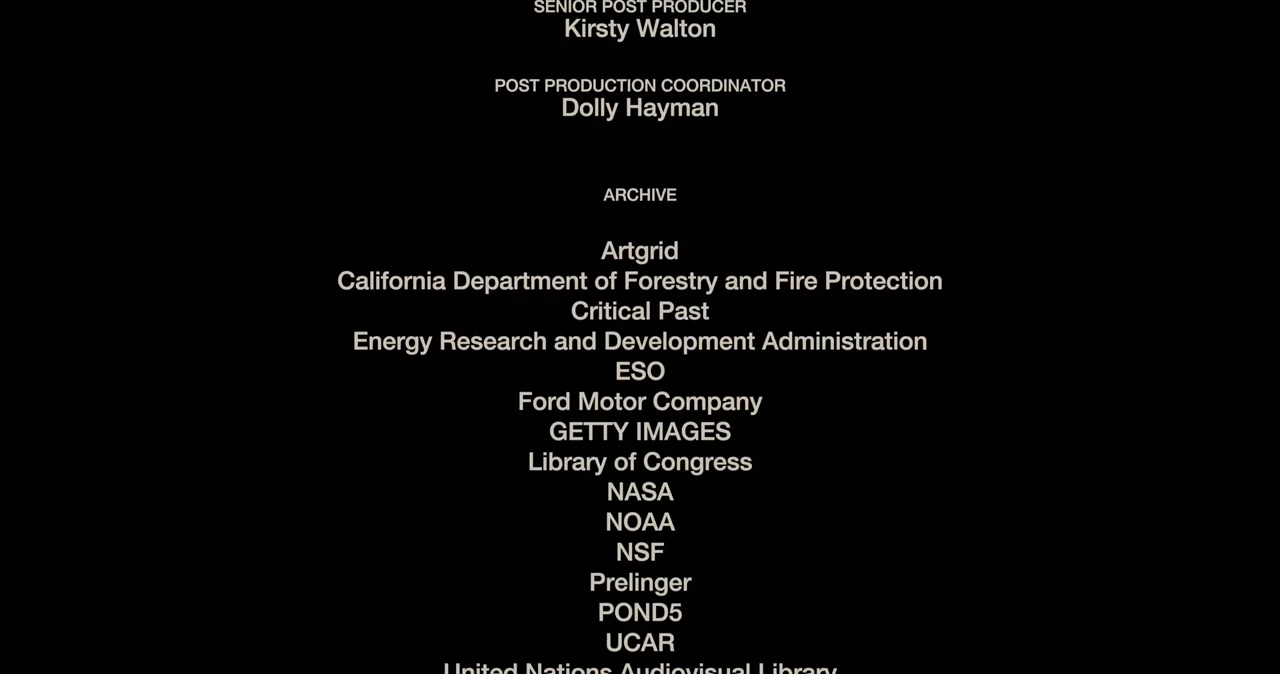 SENIOR POST PRODUCER
Kirsty Walton
POST PRODUCTION COORDINATOR
Dolly Hayman
ARCHIVE
Artgrid
California Department of Forestry and Fire Protection
Critical Past
Energy Research and Development Administration
ESO
Ford Motor Company
GETTY IMAGES
Library of Congress
NASA
NOAA
NSF
Prelinger
POND5
UCAR
United Nations Audiovisual Library